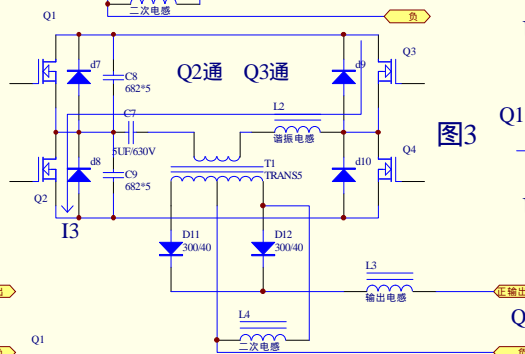 二次电感
负
Q1
Q3
d7
Q2通 Q3通
d9
C8
682*5
C7
L2
谐振电感
Q1
图3
5UF/630V
T1
TRANS5
d8
C9
682*5
d10
Q4
Q2
I3
D11
300/40
D12
300/40
L3
输出电感
正输出
出
L4
二次电感
Q1
Q
负